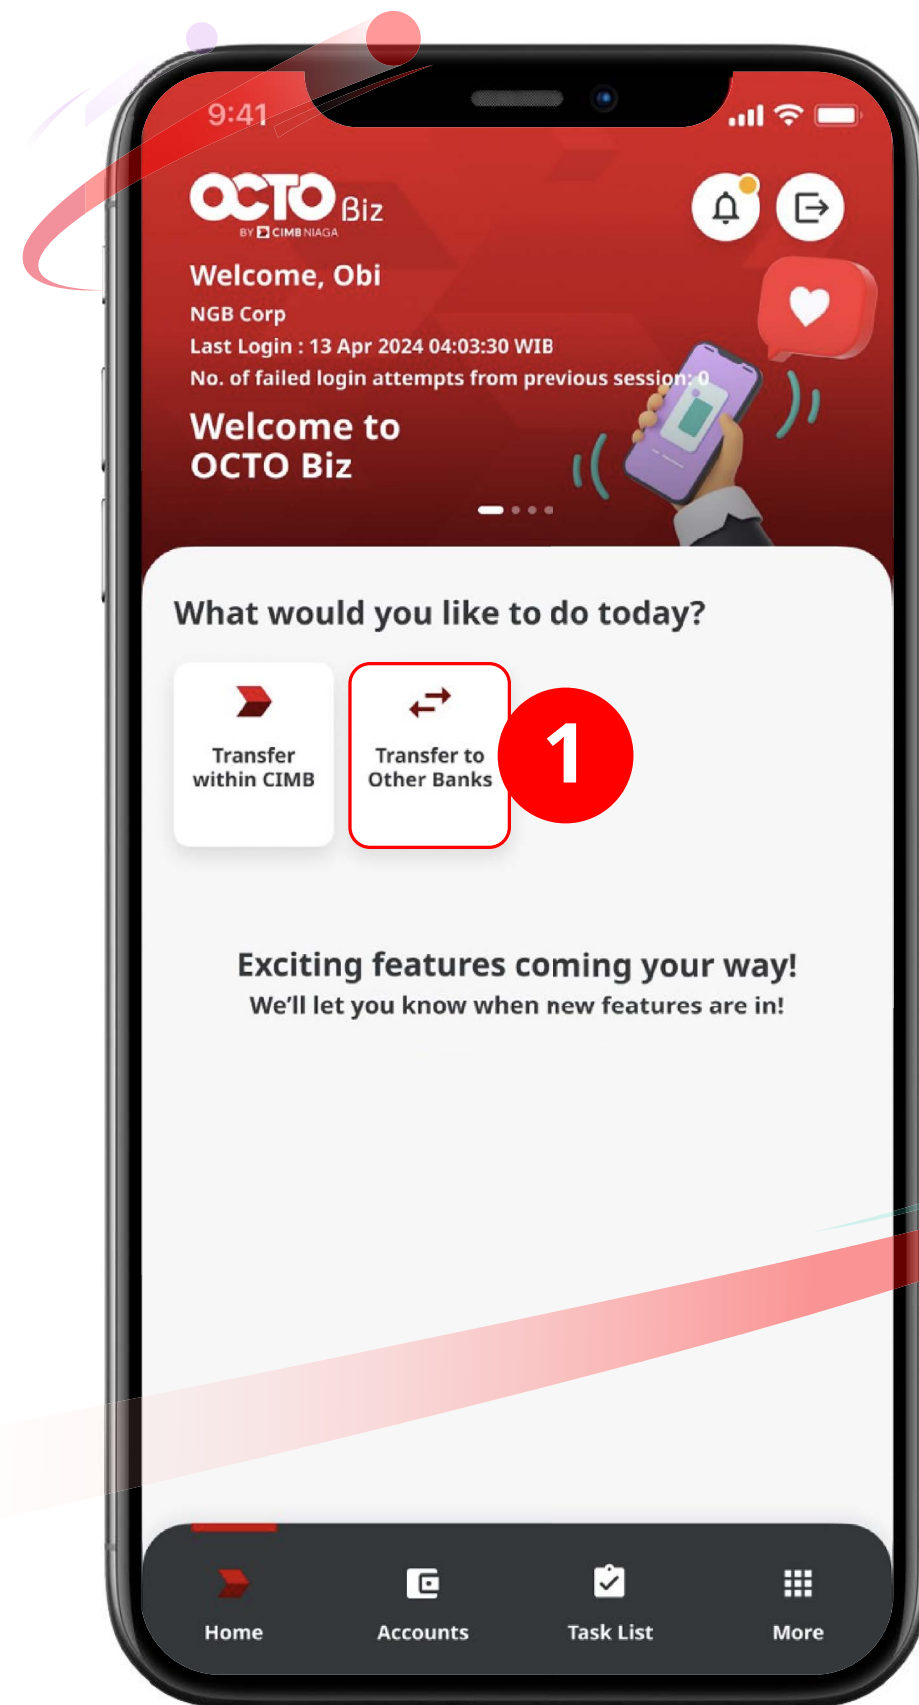 9:41
OCTO Biz
BY CIMB NIAGA
Welcome, Obi
NGB Corp
Last Login : 13 Apr 2024 04:03:30 WIB
No. of failed login attempts from previous session: 0
Welcome to
OCTO Biz
What would you like to do today?
Transfer
within CIMB
Transfer to
Other Banks
1
Exciting features coming your way!
We'll let you know when new features are in!
Home
Accounts
Task List
More